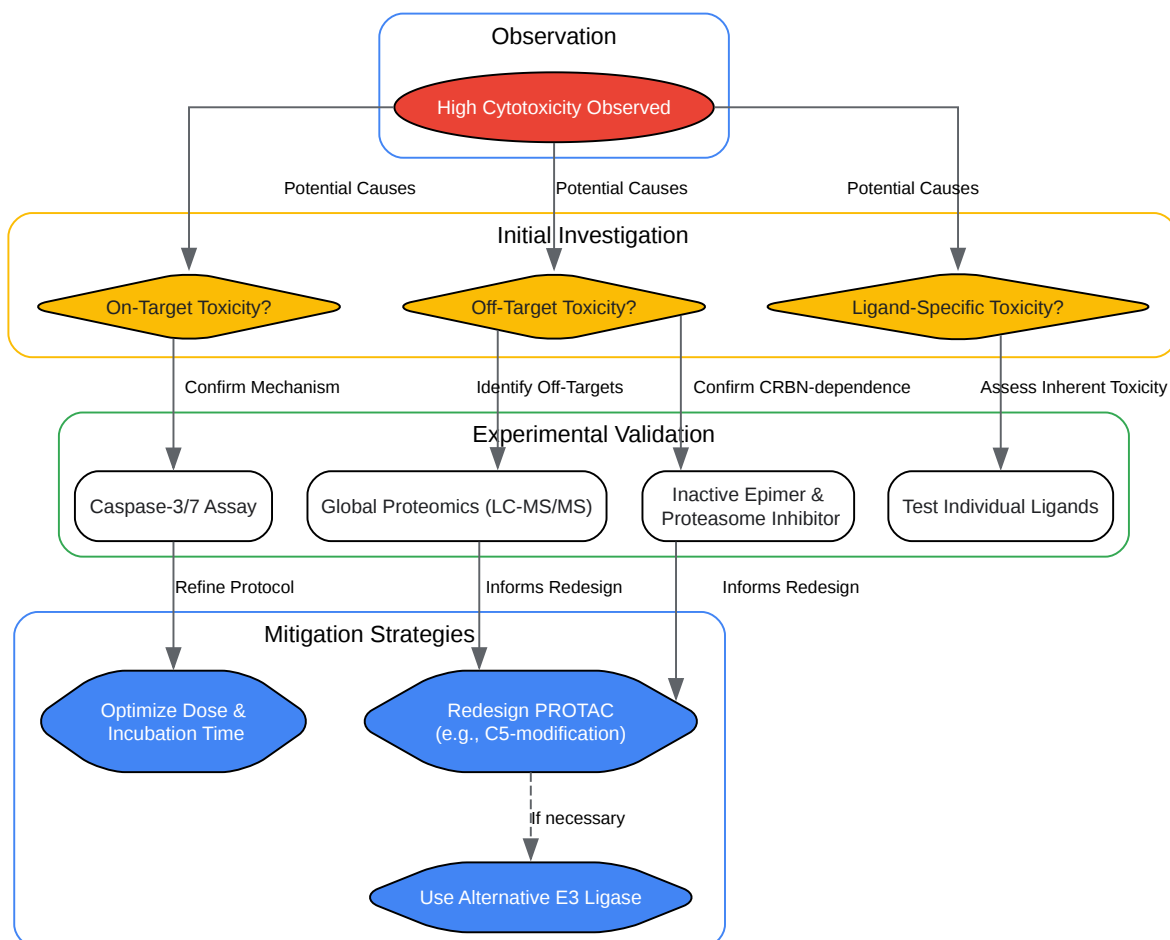 Observation
High Cytotoxicity Observed
Potential Causes
Potential Causes
Potential Causes
Initial Investigation
On-Target Toxicity?
Off-Target Toxicity?
Ligand-Specific Toxicity?
Confirm Mechanism
Identify Off-Targets
Confirm CRBN-dependence
Assess Inherent Toxicity
Experimental Validation
Caspase-3/7 Assay
Global Proteomics (LC-MS/MS)
Inactive Epimer &
Proteasome Inhibitor
Test Individual Ligands
Refine Protocol
Informs Redesign
Informs Redesign
Mitigation Strategies
Optimize Dose &
Incubation Time
Redesign PROTAC
(e.g., C5-modification)
If necessary
Use Alternative E3 Ligase